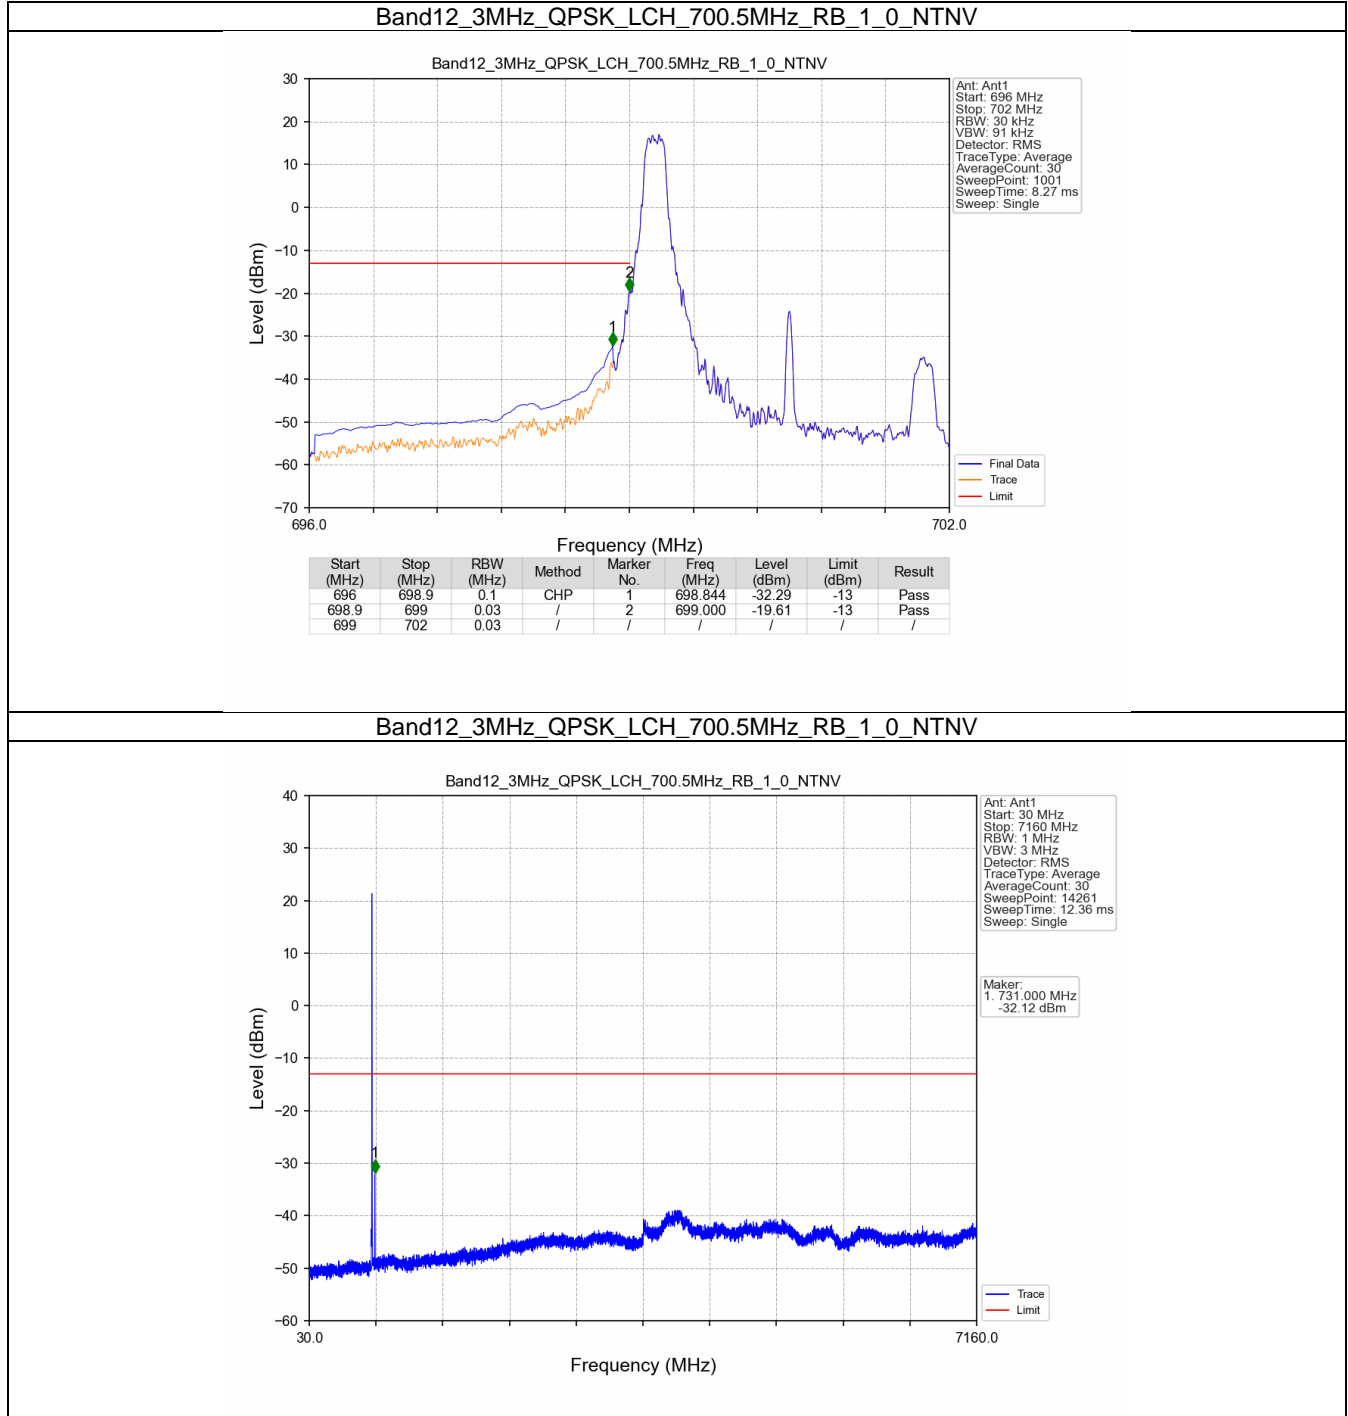 Band12_3MHz_QPSK_LCH_700.5MHz_RB_1_0_NTNV
Band12_3MHz_QPSK_LCH_700.5MHz_RB_1_0_NTNV
30
20
10
0
−10
−20
−30
−40
−50
−60
−70
Level (dBm)
1
2
696.0
702.0
Frequency (MHz)
Ant: Ant1
Start: 696 MHz
Stop: 702 MHz
RBW: 30 kHz
VBW: 91 kHz
Detector: RMS
TraceType: Average
AverageCount: 30
SweepPoint: 1001
SweepTime: 8.27 ms
Sweep: Single
Final Data
Trace
Limit
Start (MHz) Stop (MHz) RBW (MHz) Method Marker No. Freq (MHz) Level (dBm) Limit (dBm) Result
696 698.9 0.1 CHP 1 698.844 -32.29 -13 Pass
698.9 699 0.03 / 2 699.000 -19.61 -13 Pass
699 702 0.03 / / / / / /
Band12_3MHz_QPSK_LCH_700.5MHz_RB_1_0_NTNV
Band12_3MHz_QPSK_LCH_700.5MHz_RB_1_0_NTNV
40
30
20
10
0
−10
−20
−30
−40
−50
−60
Level (dBm)
1
30.0
7160.0
Frequency (MHz)
Ant: Ant1
Start: 30 MHz
Stop: 7160 MHz
RBW: 1 MHz
VBW: 3 MHz
Detector: RMS
TraceType: Average
AverageCount: 30
SweepPoint: 14261
SweepTime: 12.36 ms
Sweep: Single
Maker:
1. 731.000 MHz
-32.12 dBm
Trace
Limit